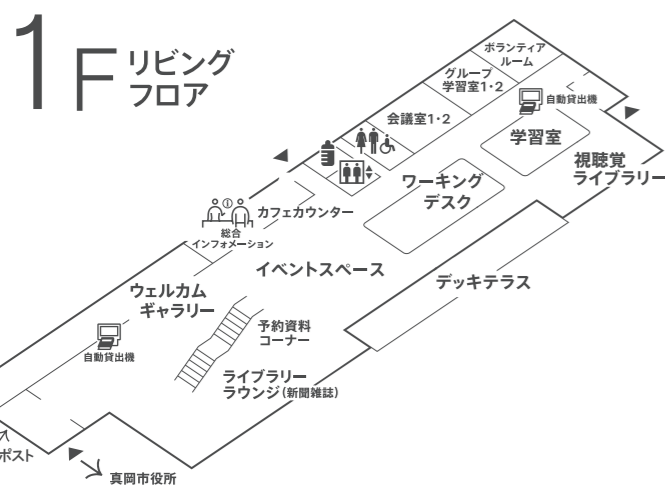 1F リビング
フロア
ボランティア
ルーム
グループ
学習室1・2
自動貸出機
会議室1・2
学習室
視聴覚
ライブラリー
ワーキング
デスク
カフェカウンター
総合
インフォメーション
イベントスペース
デッキテラス
ウェルカム
ギャラリー
予約資料
コーナー
自動貸出機
ライブラリー
ラウンジ(新聞雑誌)
ポスト
真岡市役所